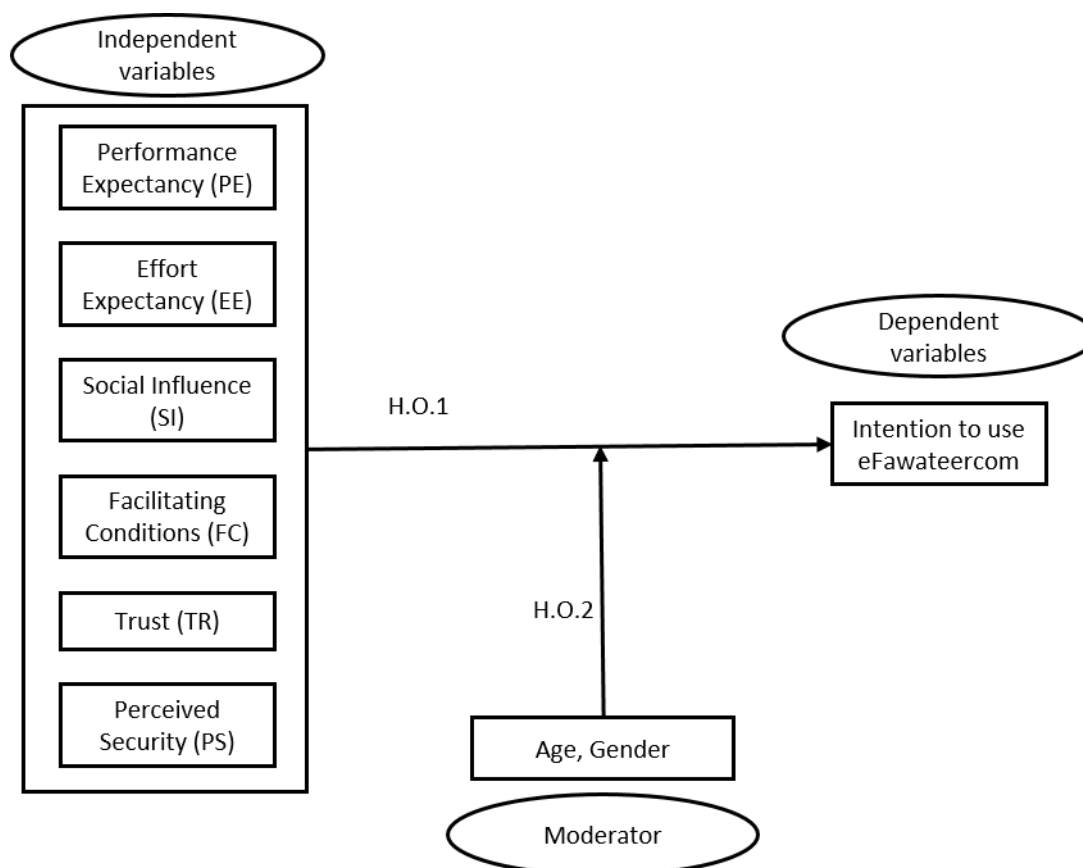 Independent
variables
Performance
Expectancy (PE)
Effort
Expectancy (EE)
Social Influence
(SI)
Facilitating
Conditions (FC)
Trust (TR)
Perceived
Security (PS)
H.O.1
H.O.2
Dependent
variables
Intention to use
eFawateercom
Age, Gender
Moderator